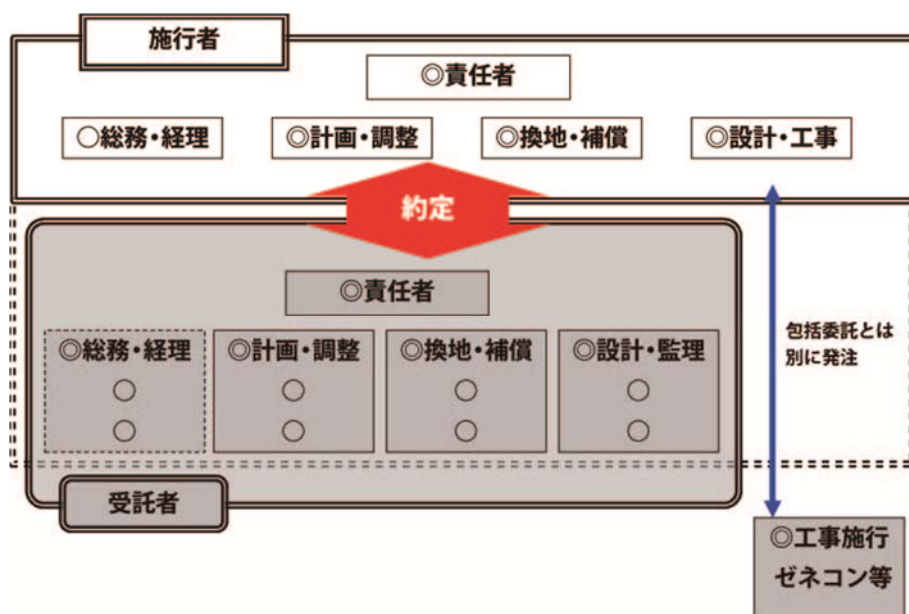 施行者
◎責任者
○総務・経理
◎計画・調整
◎換地・補償
◎設計・工事
約定
◎責任者
◎総務・経理
○
○
◎計画・調整
○
○
◎換地・補償
○
○
◎設計・監理
○
○
包括委託とは
別に発注
受託者
◎工事施行
ゼネコン等